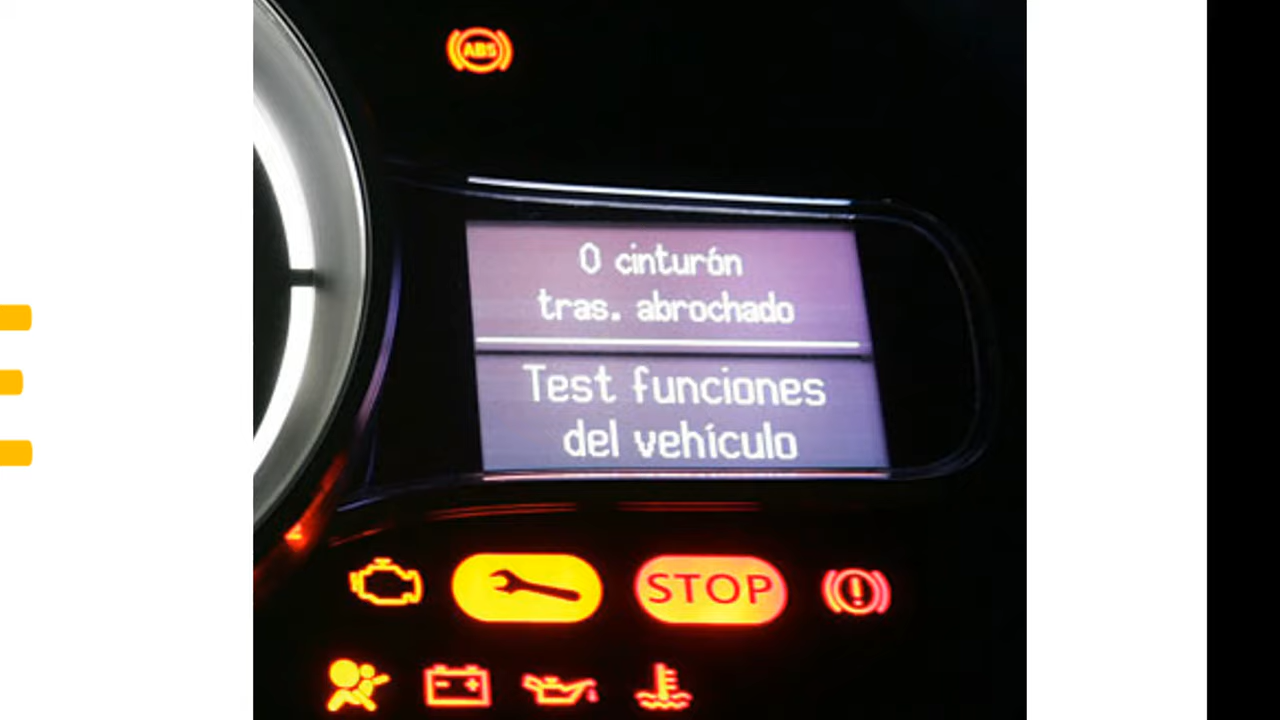 ABS
0 cinturón
tras. abrochado
Test funciones
del vehículo
STOP